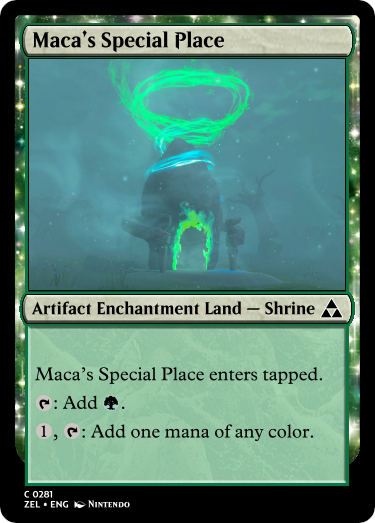 Maca's Special Place
Artifact Enchantment Land — Shrine
Maca's Special Place enters tapped.
: Add .
1, : Add one mana of any color.
C 0281
ZEL • ENG Nintendo